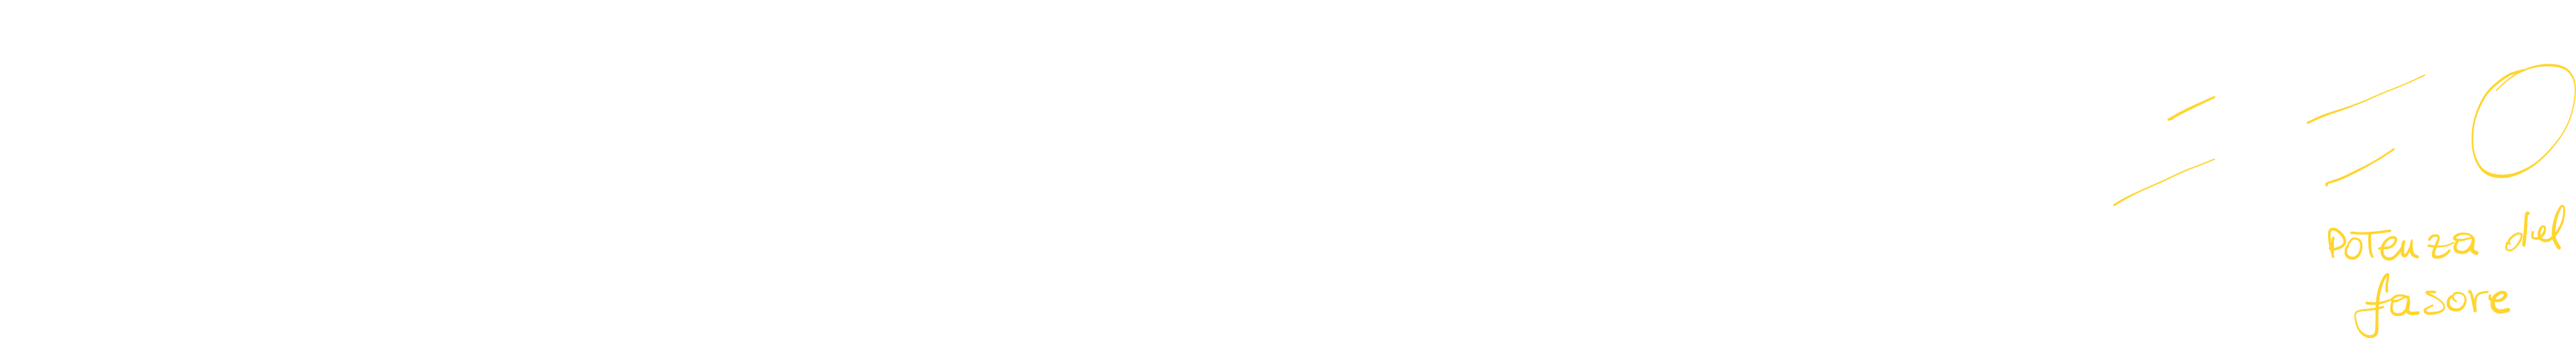 = = 0
potenza del
fasore